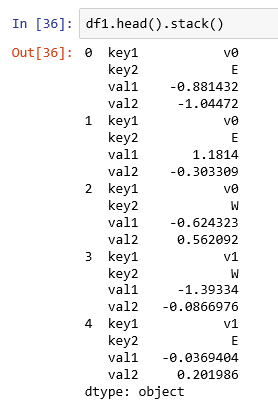 In [36]: df1.head().stack()
Out[36]: 0  key1           v0
            key2            E
            val1    -0.881432
            val2     -1.04472
         1  key1           v0
            key2            E
            val1       1.1814
            val2    -0.303309
         2  key1           v0
            key2            W
            val1    -0.624323
            val2     0.562092
         3  key1           v1
            key2            W
            val1     -1.39334
            val2   -0.0866976
         4  key1           v1
            key2            E
            val1   -0.0369404
            val2     0.201986
         dtype: object